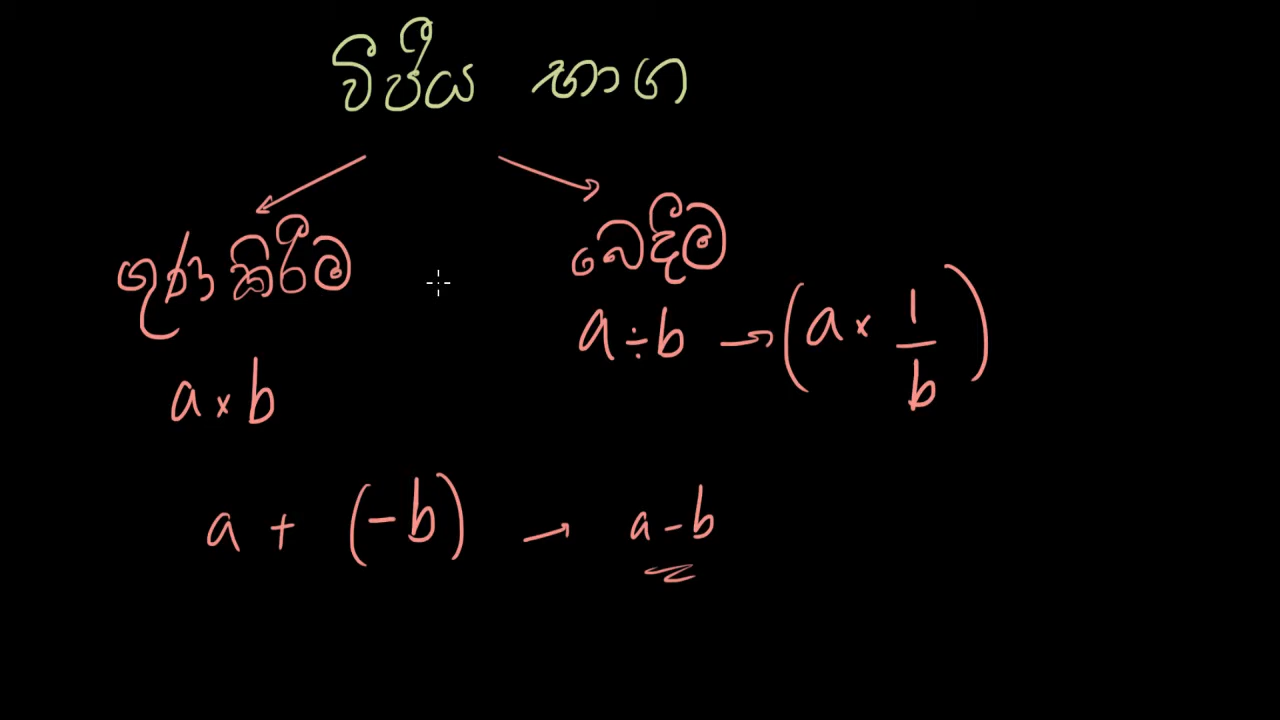 වීජීය භාග
ගුණ කිරීම
බෙදීම
a × b
a ÷ b → (a × 1/b)
a + (-b) → a - b